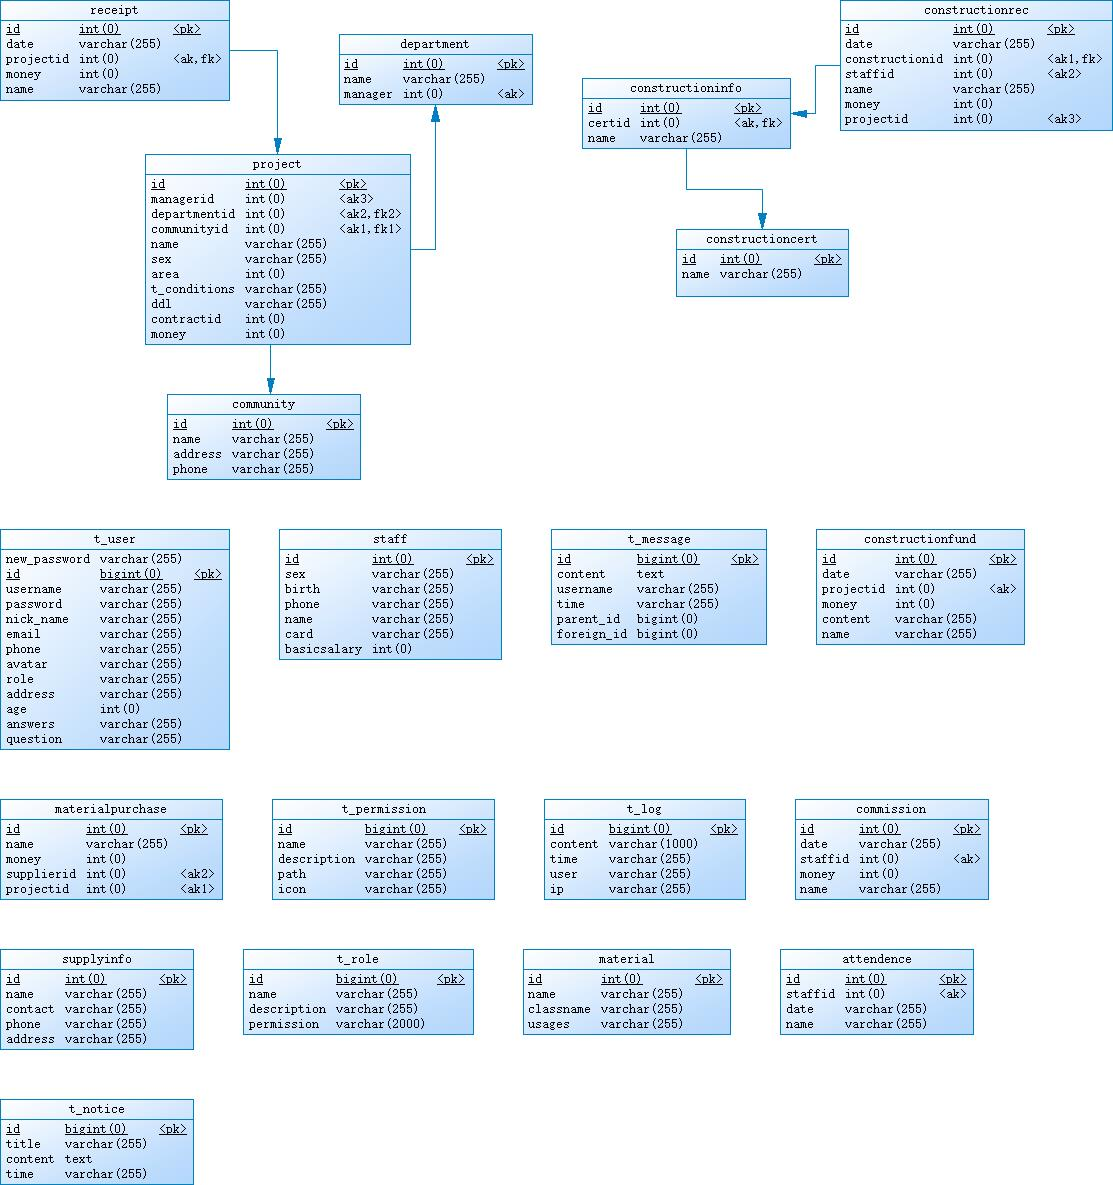 receipt
id int(0) <pk>
date varchar(255)
projectid int(0) <ak,fk>
money int(0)
name varchar(255)
department
id int(0) <pk>
name varchar(255)
manager int(0) <ak>
constructioninfo
id int(0) <pk>
certid int(0) <ak,fk>
name varchar(255)
constructionrec
id int(0) <pk>
date varchar(255)
constructionid int(0) <ak1,fk>
staffid int(0) <ak2>
name varchar(255)
money int(0)
projectid int(0) <ak3>
project
id int(0) <pk>
managerid int(0) <ak3>
departmentid int(0) <ak2,fk2>
communityid int(0) <ak1,fk1>
name varchar(255)
sex varchar(255)
area int(0)
t_conditions varchar(255)
ddl varchar(255)
contractid int(0)
money int(0)
constructioncert
id int(0) <pk>
name varchar(255)
community
id int(0) <pk>
name varchar(255)
address varchar(255)
phone varchar(255)
t_user
new_password varchar(255)
id bigint(0) <pk>
username varchar(255)
password varchar(255)
nick_name varchar(255)
email varchar(255)
phone varchar(255)
avatar varchar(255)
role varchar(255)
address varchar(255)
age int(0)
answers varchar(255)
question varchar(255)
staff
id int(0) <pk>
sex varchar(255)
birth varchar(255)
phone varchar(255)
name varchar(255)
card varchar(255)
basicsalary int(0)
t_message
id bigint(0) <pk>
content text
username varchar(255)
time varchar(255)
parent_id bigint(0)
foreign_id bigint(0)
constructionfund
id int(0) <pk>
date varchar(255)
projectid int(0) <ak>
money int(0)
content varchar(255)
name varchar(255)
materialpurchase
id int(0) <pk>
name varchar(255)
money int(0)
supplierid int(0) <ak2>
projectid int(0) <ak1>
t_permission
id bigint(0) <pk>
name varchar(255)
description varchar(255)
path varchar(255)
icon varchar(255)
t_log
id bigint(0) <pk>
content varchar(1000)
time varchar(255)
user varchar(255)
ip varchar(255)
commission
id int(0) <pk>
date varchar(255)
staffid int(0) <ak>
money int(0)
name varchar(255)
supplyinfo
id int(0) <pk>
name varchar(255)
contact varchar(255)
phone varchar(255)
address varchar(255)
t_role
id bigint(0) <pk>
name varchar(255)
description varchar(255)
permission varchar(2000)
material
id int(0) <pk>
name varchar(255)
classname varchar(255)
usages varchar(255)
attendence
id int(0) <pk>
staffid int(0) <ak>
date varchar(255)
name varchar(255)
t_notice
id bigint(0) <pk>
title varchar(255)
content text
time varchar(255)